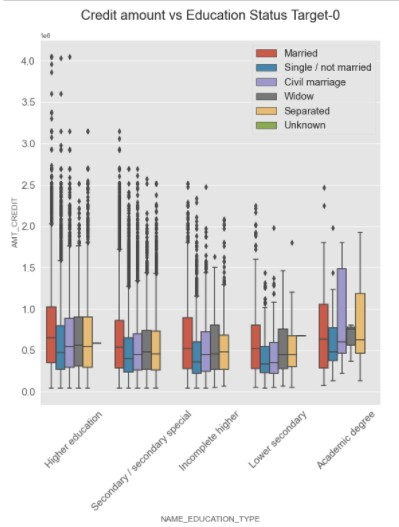 Credit amount vs Education Status Target-0
1e6
Married
Single / not married
Civil marriage
Widow
Separated
Unknown
4.0
3.5
3.0
2.5
2.0
1.5
1.0
0.5
0.0
AMT_CREDIT
Higher education
Secondary / secondary special
Incomplete higher
Lower secondary
Academic degree
NAME_EDUCATION_TYPE